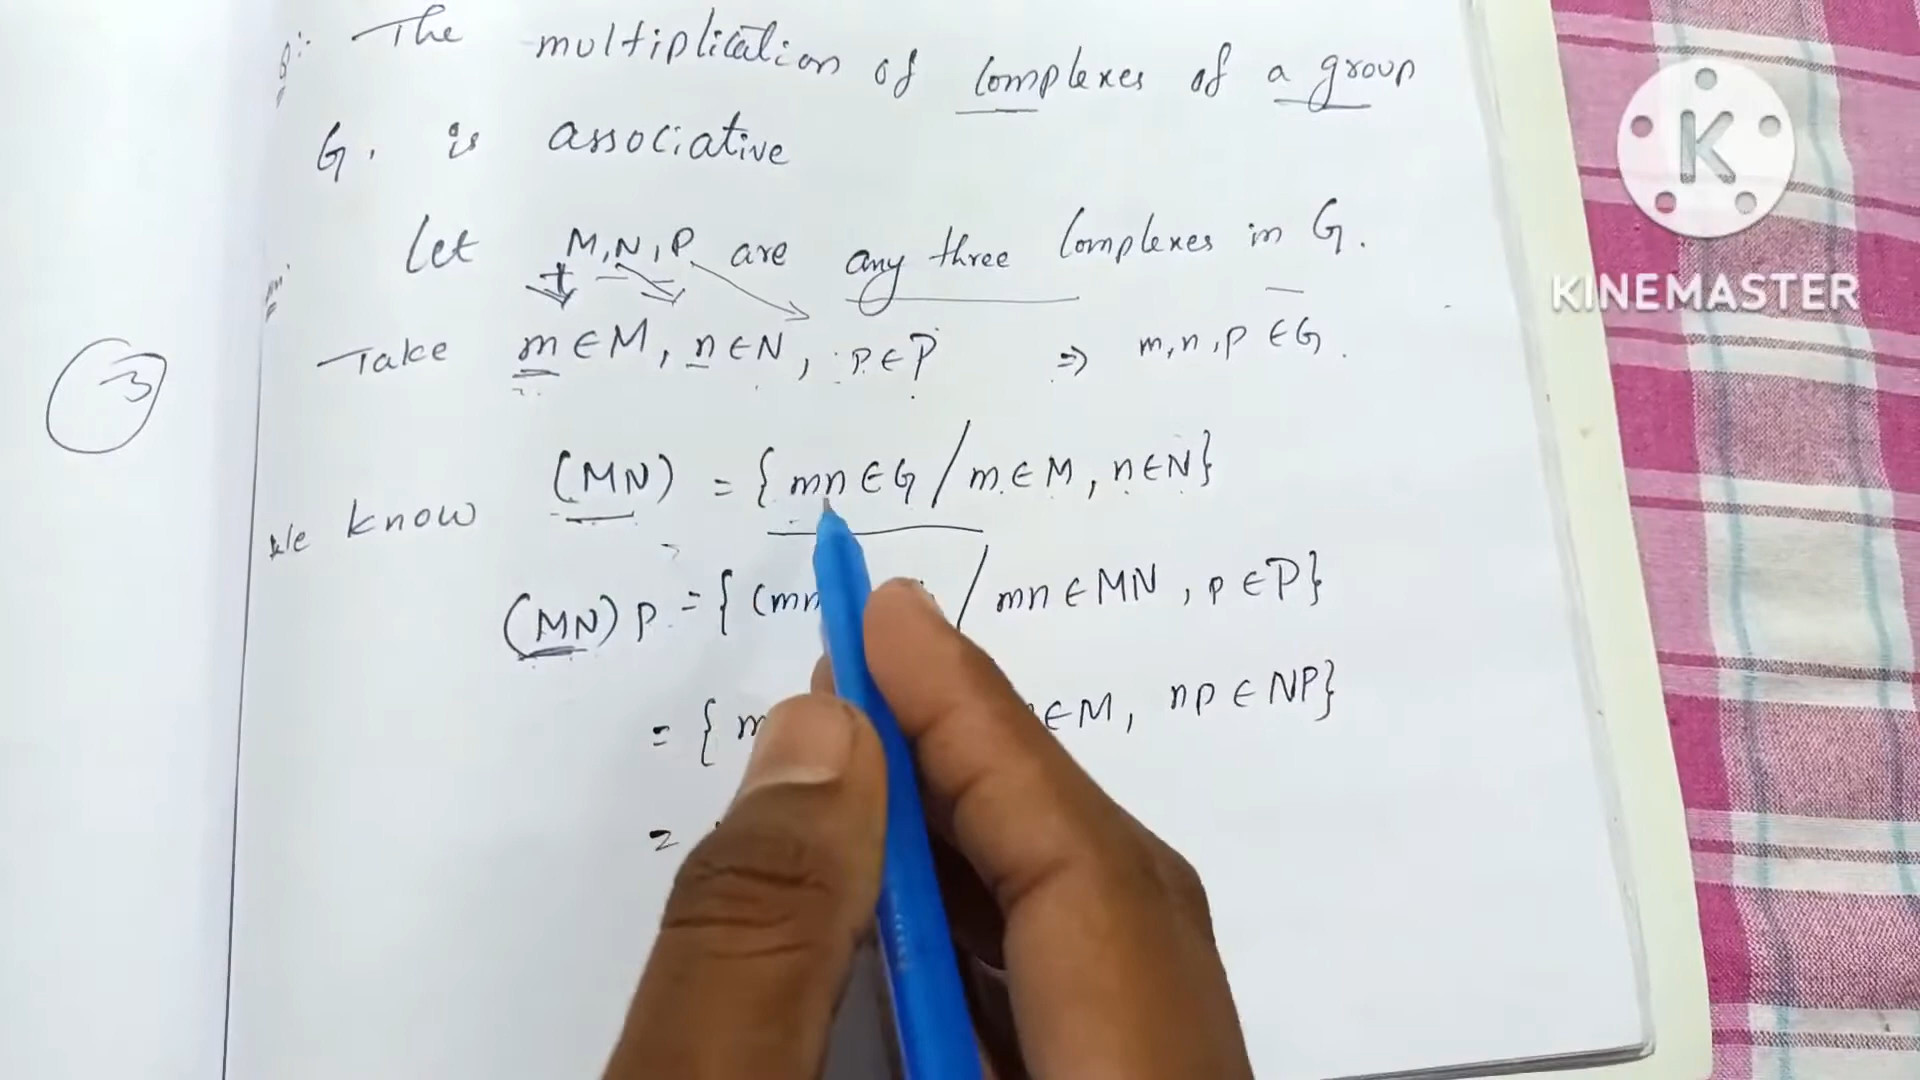 The multiplication of complexes of a group
G. is associative
Let M, N, P are any three complexes in G.
Take m ∈ M, n ∈ N, p ∈ P ⇒ m, n, p ∈ G.
3
We know (MN) = { mn ∈ G / m ∈ M, n ∈ N}
(MN) P = { (mn / mn ∈ MN, p ∈ P}
= { m ∈ M, np ∈ NP}
=
K
KINEMASTER